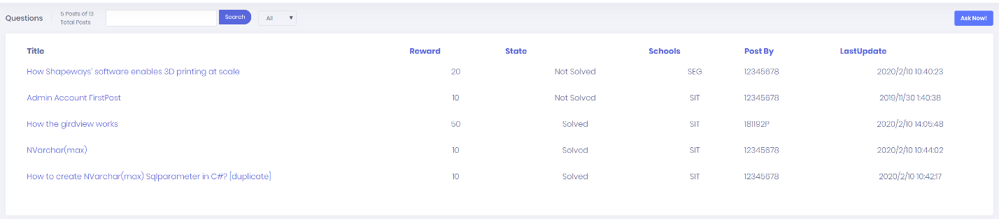 Questions
5 Posts of 13
Total Posts
Search
All
Ask Now!
Title Reward State Schools Post By LastUpdate
How Shapeways' software enables 3D printing at scale 20 Not Solved SEG 12345678 2020/2/10 10:40:23
Admin Account FirstPost 10 Not Solved SIT 12345678 2019/11/30 1:40:38
How the girdview works 50 Solved SIT 181192P 2020/2/10 14:05:48
NVarchar(max) 10 Solved SIT 12345678 2020/2/10 10:44:02
How to create NVarchar(max) Sqlparameter in C#? [duplicate] 10 Solved SIT 12345678 2020/2/10 10:42:17